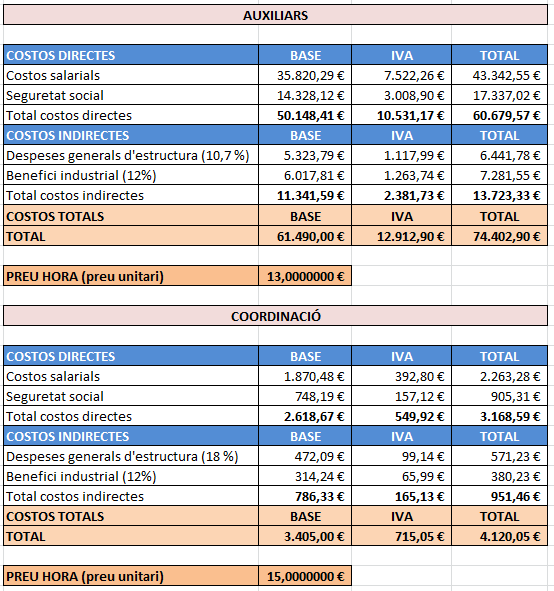 AUXILIARS
COSTOS DIRECTES BASE IVA TOTAL
Costos salarials 35.820,29 € 7.522,26 € 43.342,55 €
Seguretat social 14.328,12 € 3.008,90 € 17.337,02 €
Total costos directes 50.148,41 € 10.531,17 € 60.679,57 €
COSTOS INDIRECTES BASE IVA TOTAL
Despeses generals d'estructura (10,7 %) 5.323,79 € 1.117,99 € 6.441,78 €
Benefici industrial (12%) 6.017,81 € 1.263,74 € 7.281,55 €
Total costos indirectes 11.341,59 € 2.381,73 € 13.723,33 €
COSTOS TOTALS BASE IVA TOTAL
TOTAL 61.490,00 € 12.912,90 € 74.402,90 €
PREU HORA (preu unitari) 13,0000000 €
COORDINACIÓ
COSTOS DIRECTES BASE IVA TOTAL
Costos salarials 1.870,48 € 392,80 € 2.263,28 €
Seguretat social 748,19 € 157,12 € 905,31 €
Total costos directes 2.618,67 € 549,92 € 3.168,59 €
COSTOS INDIRECTES BASE IVA TOTAL
Despeses generals d'estructura (18 %) 472,09 € 99,14 € 571,23 €
Benefici industrial (12%) 314,24 € 65,99 € 380,23 €
Total costos indirectes 786,33 € 165,13 € 951,46 €
COSTOS TOTALS BASE IVA TOTAL
TOTAL 3.405,00 € 715,05 € 4.120,05 €
PREU HORA (preu unitari) 15,0000000 €